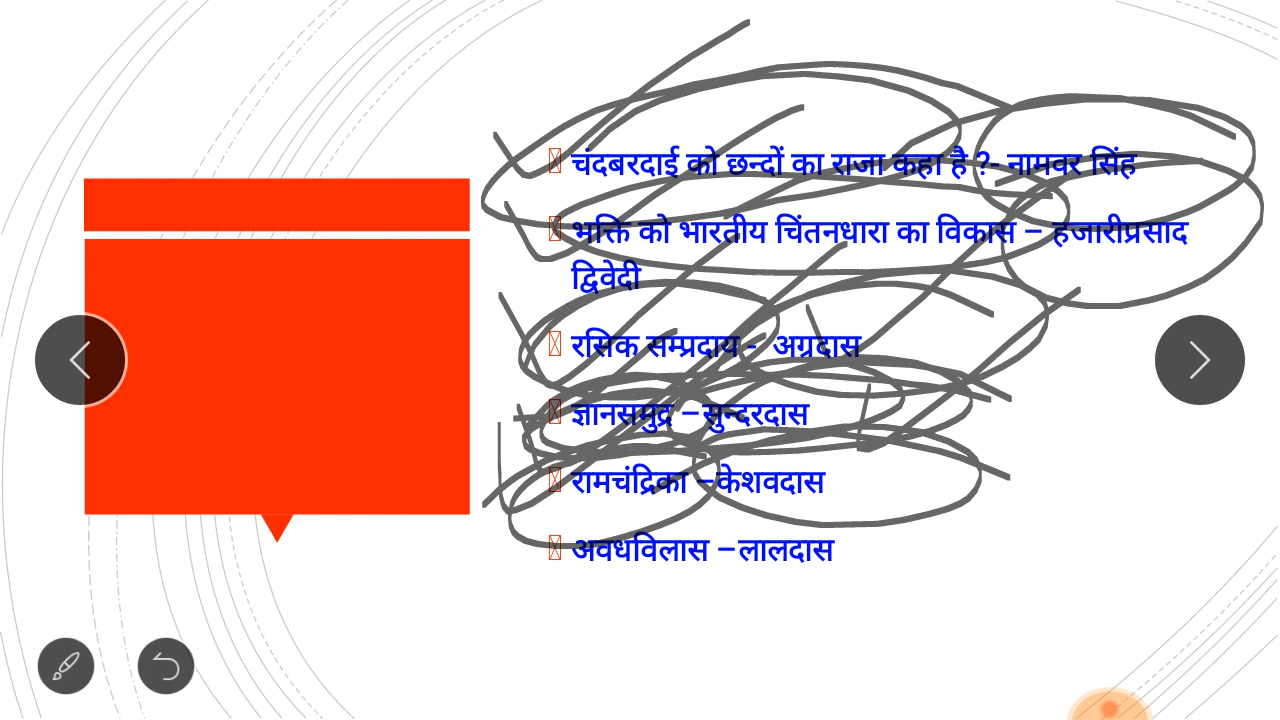 चंदबरदाई को छन्दों का राजा कहा है ?- नामवर सिंह
भक्ति को भारतीय चिंतनधारा का विकास – हजारीप्रसाद
द्विवेदी
रसिक सम्प्रदाय - अग्रदास
ज्ञानसमुद्र –सुन्दरदास
रामचंद्रिका –केशवदास
अवधविलास –लालदास